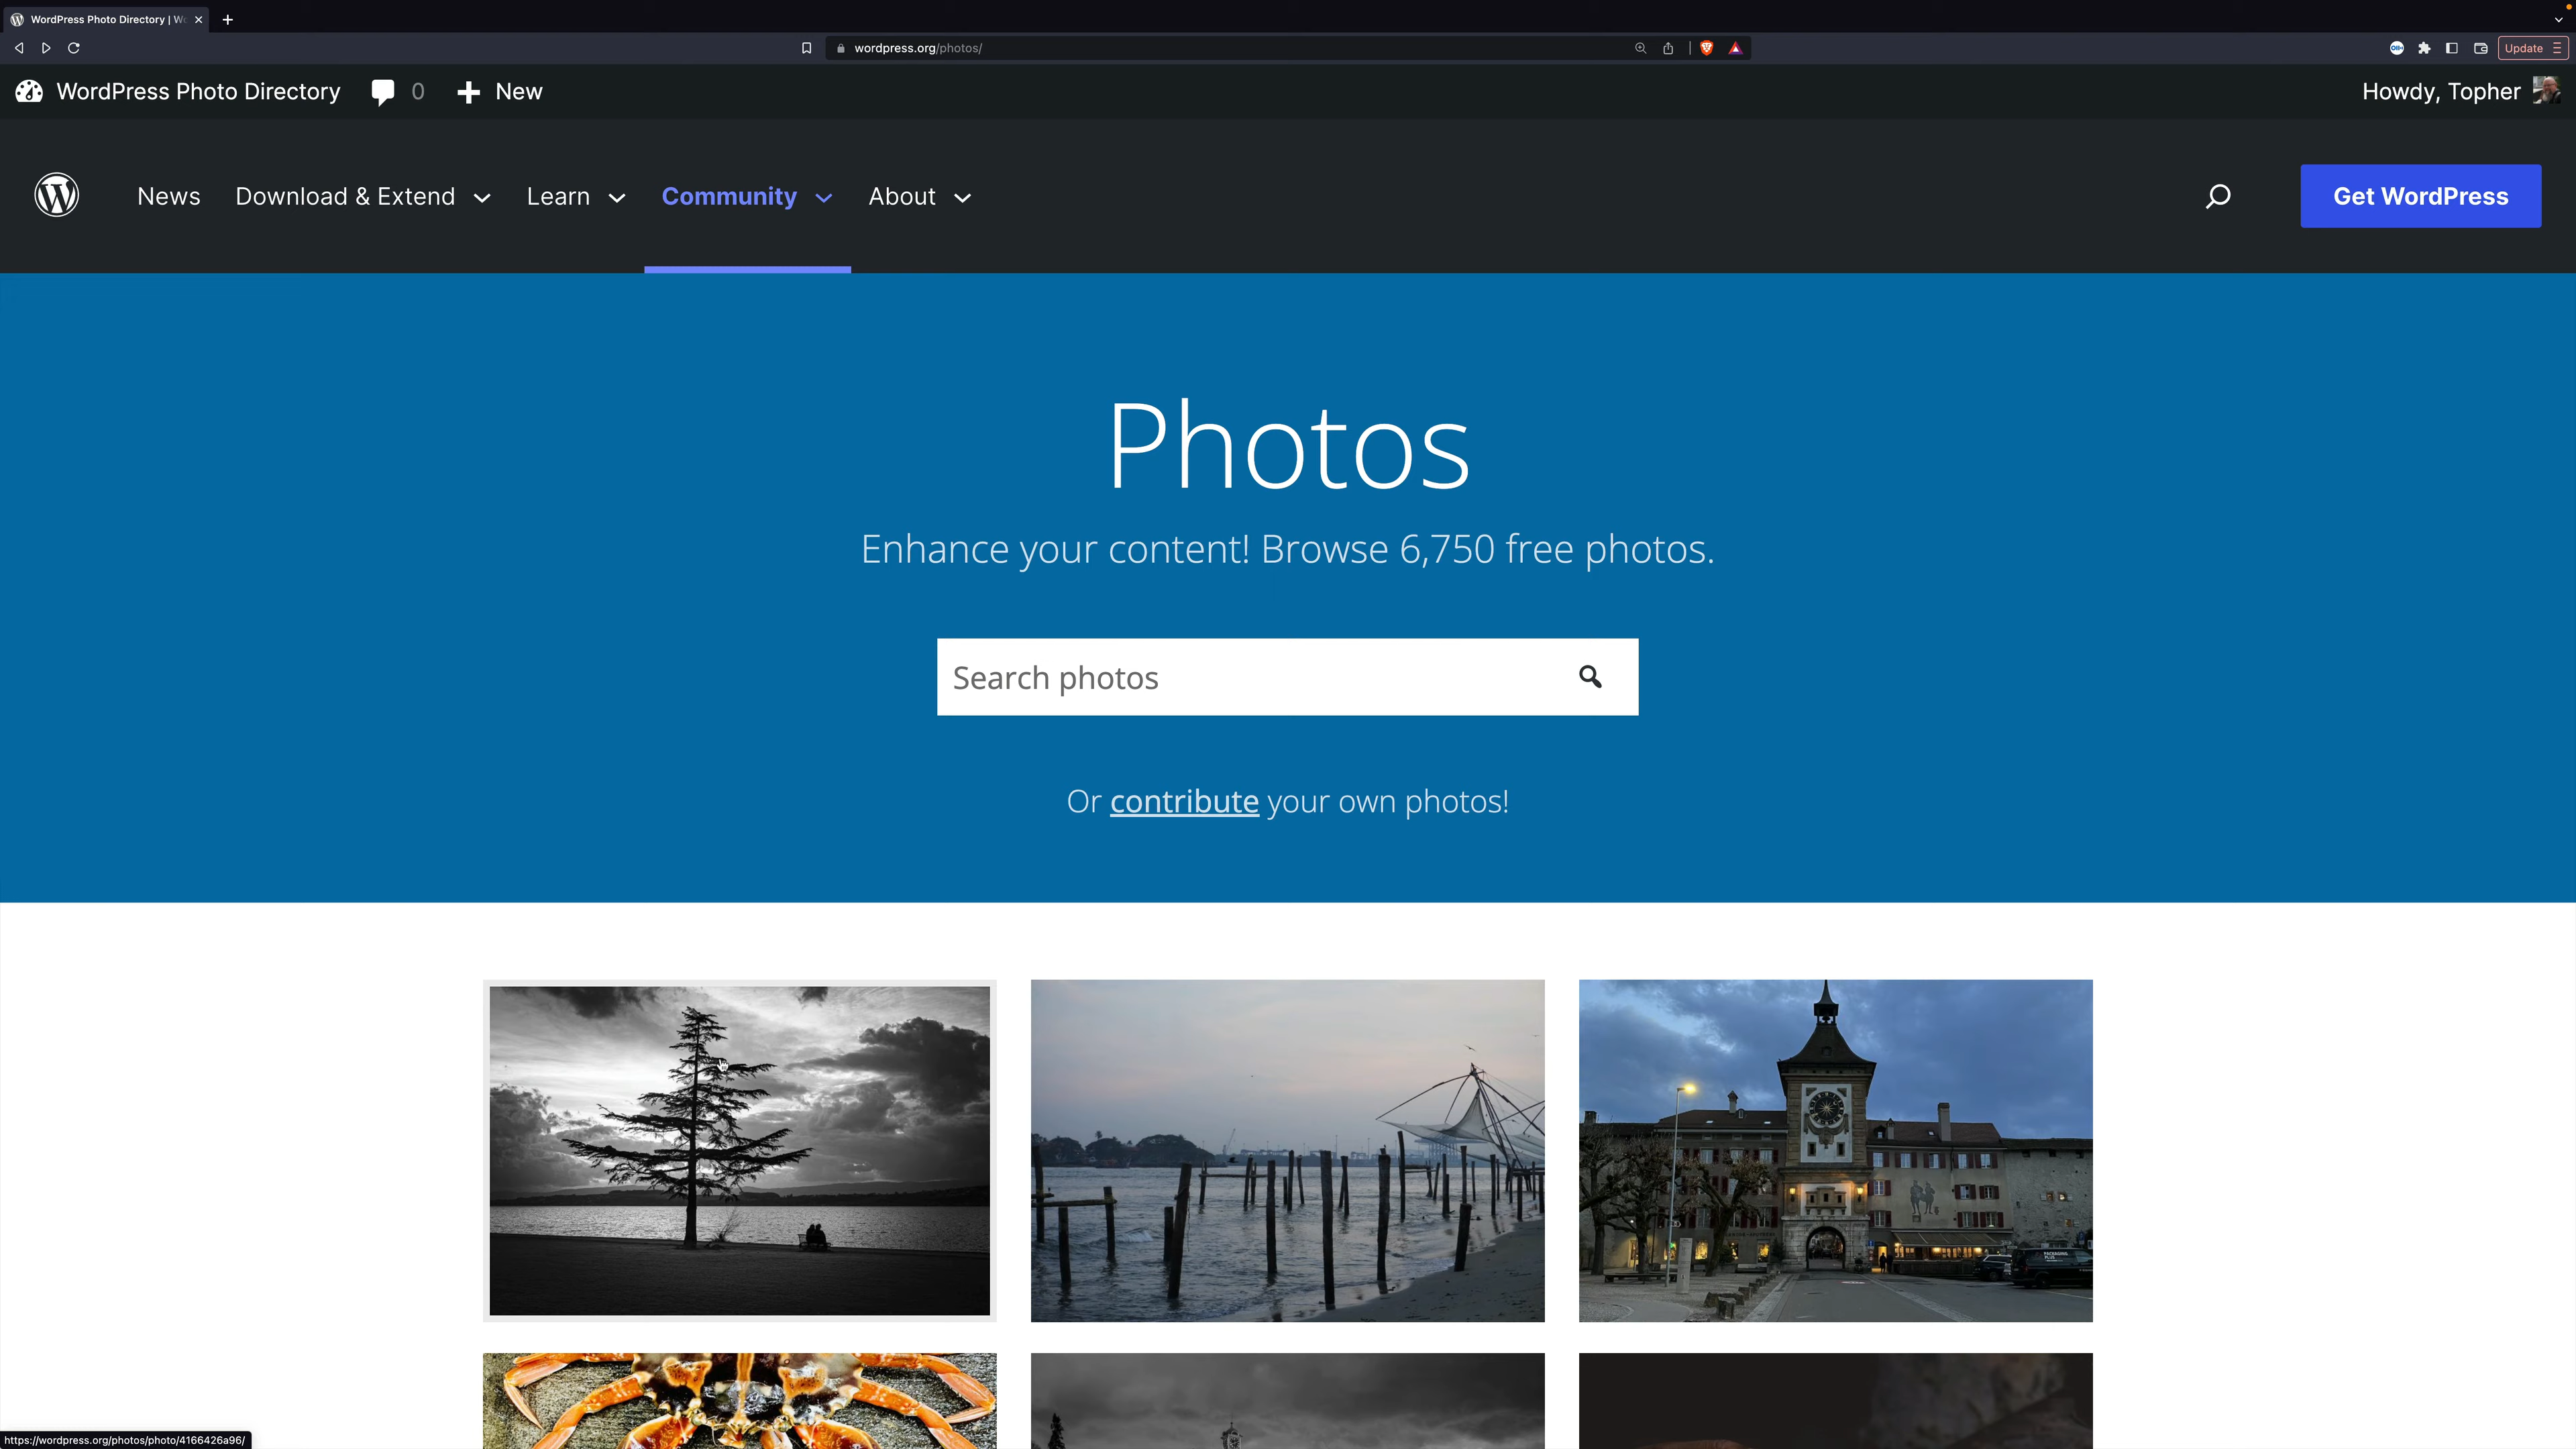 WordPress Photo Directory | Wo
wordpress.org/photos/
Update
WordPress Photo Directory 0 New
Howdy, Topher
News Download & Extend Learn Community About
Get WordPress
Photos
Enhance your content! Browse 6,750 free photos.
Search photos
Or contribute your own photos!
https://wordpress.org/photos/photo/4166426a96/